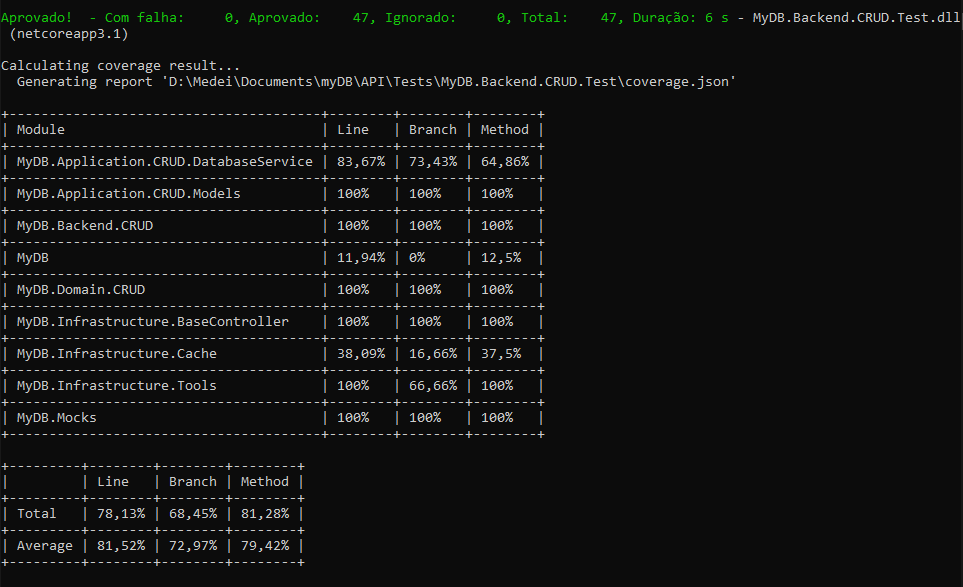 Aprovado!  - Com falha:     0, Aprovado:    47, Ignorado:     0, Total:    47, Duração: 6 s - MyDB.Backend.CRUD.Test.dll
 (netcoreapp3.1)
Calculating coverage result...
  Generating report 'D:\Medei\Documents\myDB\API\Tests\MyDB.Backend.CRUD.Test\coverage.json'
| Module | Line | Branch | Method |
| MyDB.Application.CRUD.DatabaseService | 83,67% | 73,43% | 64,86% |
| MyDB.Application.CRUD.Models | 100% | 100% | 100% |
| MyDB.Backend.CRUD | 100% | 100% | 100% |
| MyDB | 11,94% | 0% | 12,5% |
| MyDB.Domain.CRUD | 100% | 100% | 100% |
| MyDB.Infrastructure.BaseController | 100% | 100% | 100% |
| MyDB.Infrastructure.Cache | 38,09% | 16,66% | 37,5% |
| MyDB.Infrastructure.Tools | 100% | 66,66% | 100% |
| MyDB.Mocks | 100% | 100% | 100% |
| | Line | Branch | Method |
| Total | 78,13% | 68,45% | 81,28% |
| Average | 81,52% | 72,97% | 79,42% |